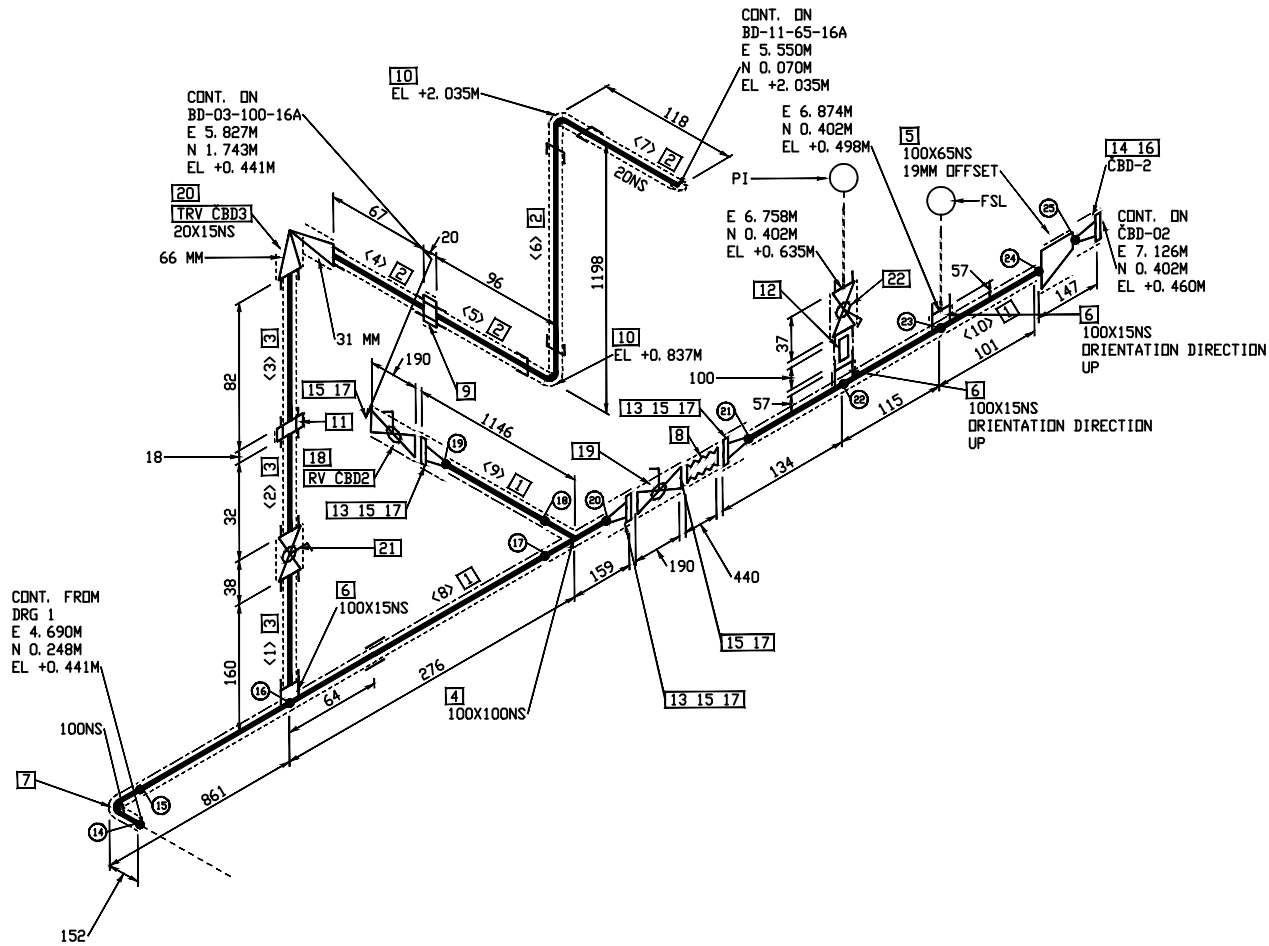 CONT. ON
BD-11-65-16A
E 5.550M
N 0.070M
EL +2.035M
10
EL +2.035M
118
<7> 2
20NS
CONT. ON
BD-03-100-16A
E 5.827M
N 1.743M
EL +0.441M
E 6.874M
N 0.402M
EL +0.498M
5
100X65NS
19MM OFFSET
14 16
ČBD-2
PI
FSL
20
TRV ČBD3
20X15NS
66 MM
67
20
<4> 2
96
<6> 2
1198
E 6.758M
N 0.402M
EL +0.635M
25
CONT. ON
ČBD-02
E 7.126M
N 0.402M
EL +0.460M
24
57
147
12
22
<5> 2
31 MM
10
EL +0.837M
37
23
<10> 1
101
6
100X15NS
ORIENTATION DIRECTION
UP
<3> 3
82
190
9
100
57
22
115
6
100X15NS
ORIENTATION DIRECTION
UP
15 17
1146
13 15 17
21
11
8
18
18
RV ČBD2
19
<9> 1
19
134
<2> 3
32
13 15 17
18
20
21
17
159
190
440
38
6
100X15NS
<8> 1
15 17
CONT. FROM
DRG 1
E 4.690M
N 0.248M
EL +0.441M
<1> 3
160
16
64
276
4
100X100NS
13 15 17
100NS
7
15
861
14
152